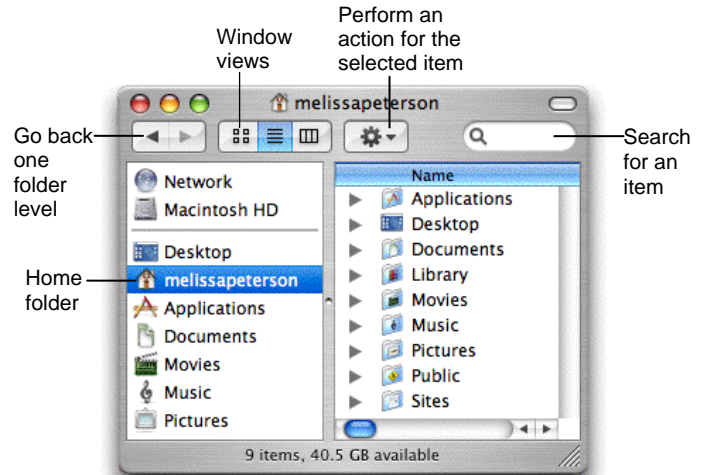 Window
views
Perform an
action for the
selected item
melissapeterson
Go back
one
folder
level
Search
for an
item
Network
Macintosh HD
Desktop
Home
folder
melissapeterson
Applications
Documents
Movies
Music
Pictures
Name
Applications
Desktop
Documents
Library
Movies
Music
Pictures
Public
Sites
9 items, 40.5 GB available